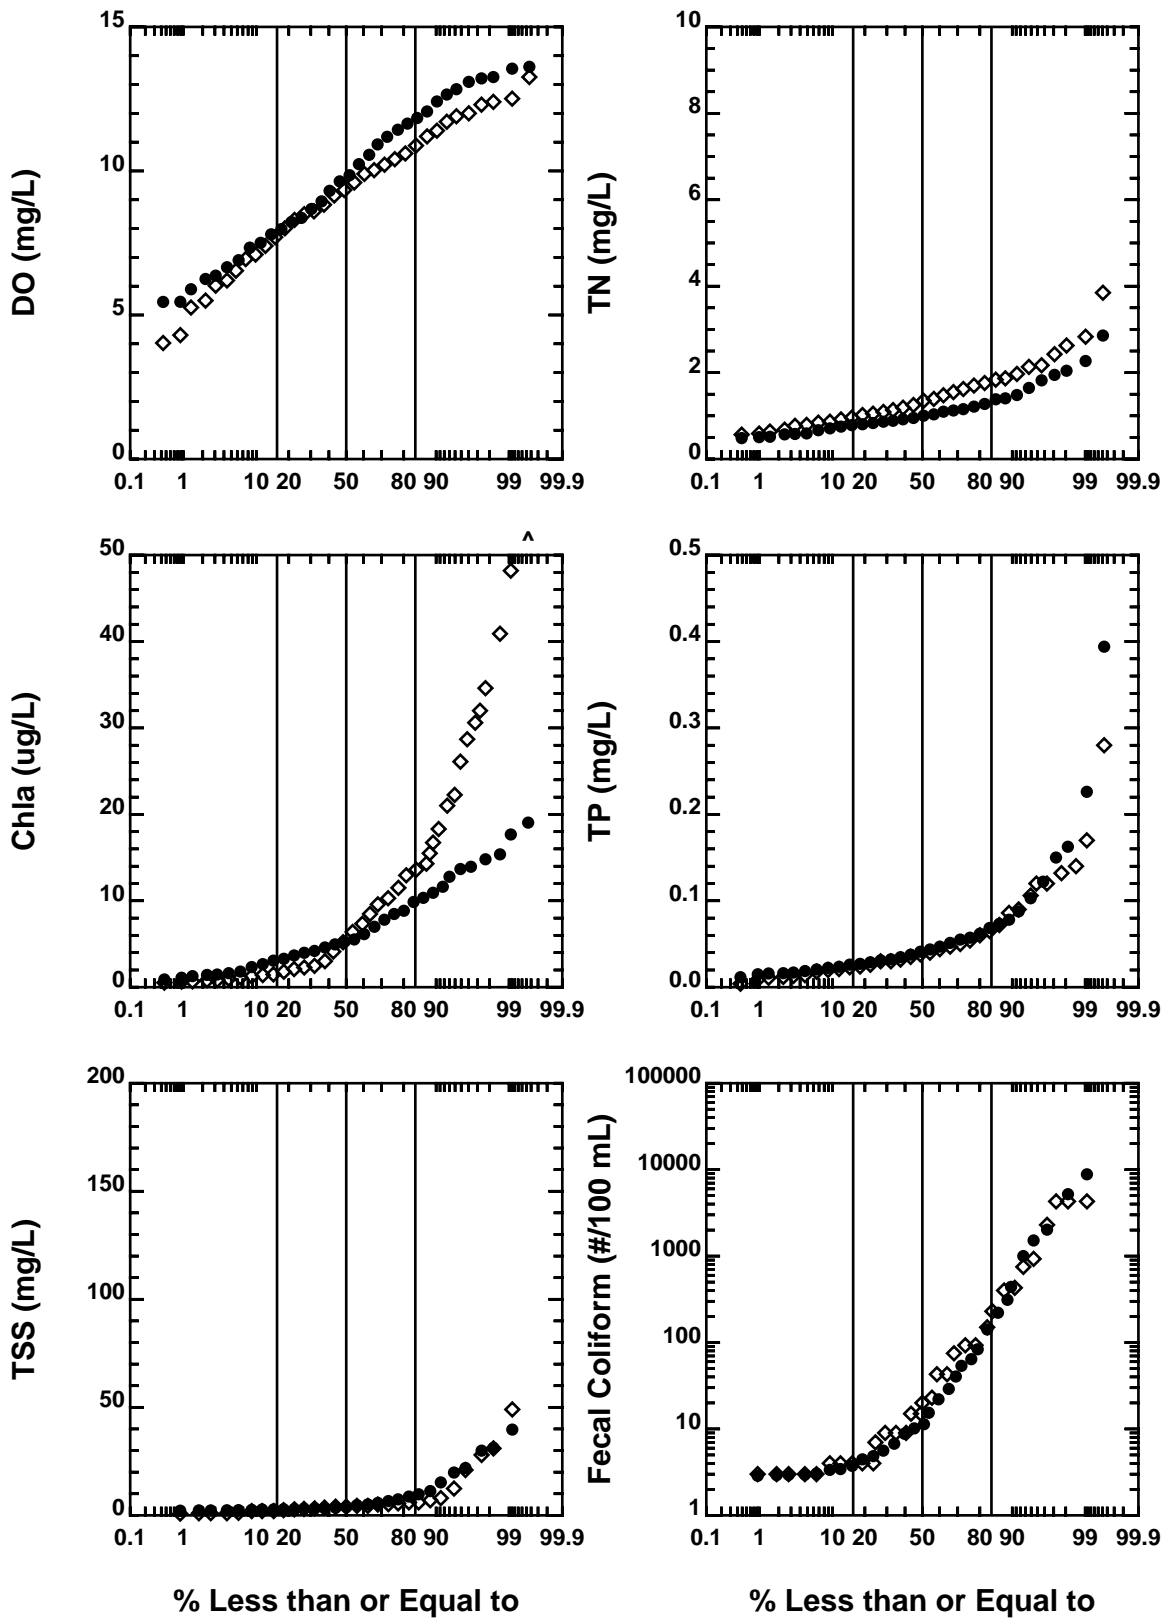 15
10
5
0
DO (mg/L)
0.1 1 10 20 50 80 90 99 99.9
10
8
6
4
2
0
TN (mg/L)
0.1 1 10 20 50 80 90 99 99.9
^
50
40
30
20
10
0
Chla (ug/L)
0.1 1 10 20 50 80 90 99 99.9
0.5
0.4
0.3
0.2
0.1
0.0
TP (mg/L)
0.1 1 10 20 50 80 90 99 99.9
200
150
100
50
0
TSS (mg/L)
0.1 1 10 20 50 80 90 99 99.9
% Less than or Equal to
100000
10000
1000
100
10
1
Fecal Coliform (#/100 mL)
0.1 1 10 20 50 80 90 99 99.9
% Less than or Equal to